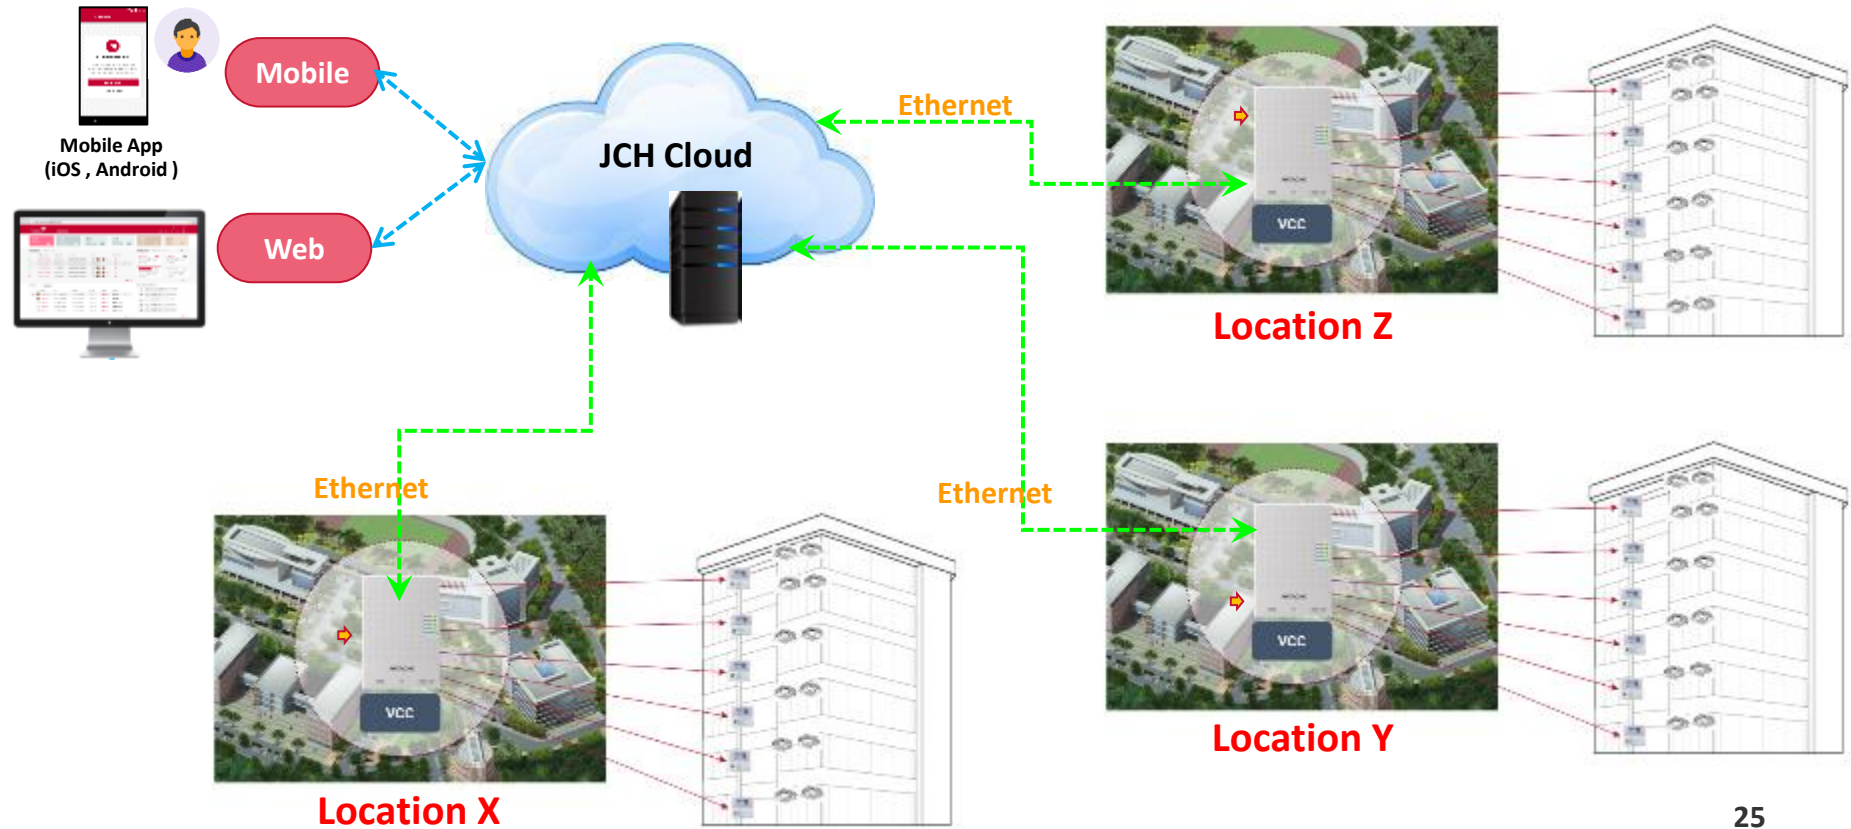 Mobile
Mobile App
(iOS , Android )
Web
JCH Cloud
Ethernet
VCC
Location Z
Ethernet
VCC
Location X
Ethernet
VCC
Location Y
25